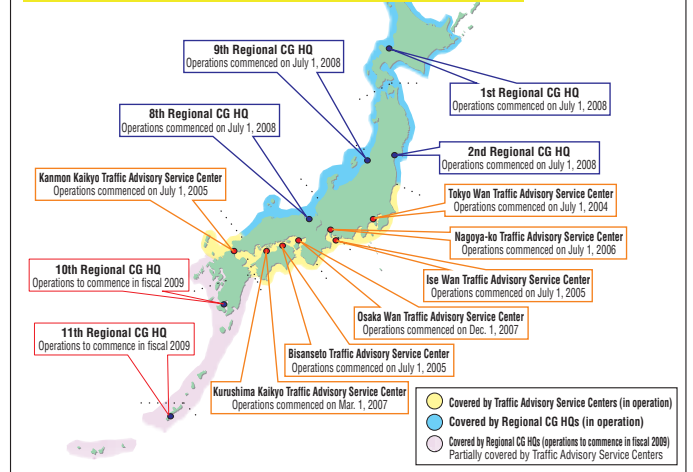 9th Regional CG HQ
Operations commenced on July 1, 2008
1st Regional CG HQ
Operations commenced on July 1, 2008
8th Regional CG HQ
Operations commenced on July 1, 2008
2nd Regional CG HQ
Operations commenced on July 1, 2008
Kanmon Kaikyo Traffic Advisory Service Center
Operations commenced on July 1, 2005
Tokyo Wan Traffic Advisory Service Center
Operations commenced on July 1, 2004
Nagoya-ko Traffic Advisory Service Center
Operations commenced on July 1, 2006
10th Regional CG HQ
Operations to commence in fiscal 2009
Ise Wan Traffic Advisory Service Center
Operations commenced on July 1, 2005
Osaka Wan Traffic Advisory Service Center
Operations commenced on Dec. 1, 2007
11th Regional CG HQ
Operations to commence in fiscal 2009
Bisanseto Traffic Advisory Service Center
Operations commenced on July 1, 2005
Kurushima Kaikyo Traffic Advisory Service Center
Operations commenced on Mar. 1, 2007
Covered by Traffic Advisory Service Centers (in operation)
Covered by Regional CG HQs (in operation)
Covered by Regional CG HQs (operations to commence in fiscal 2009)
Partially covered by Traffic Advisory Service Centers